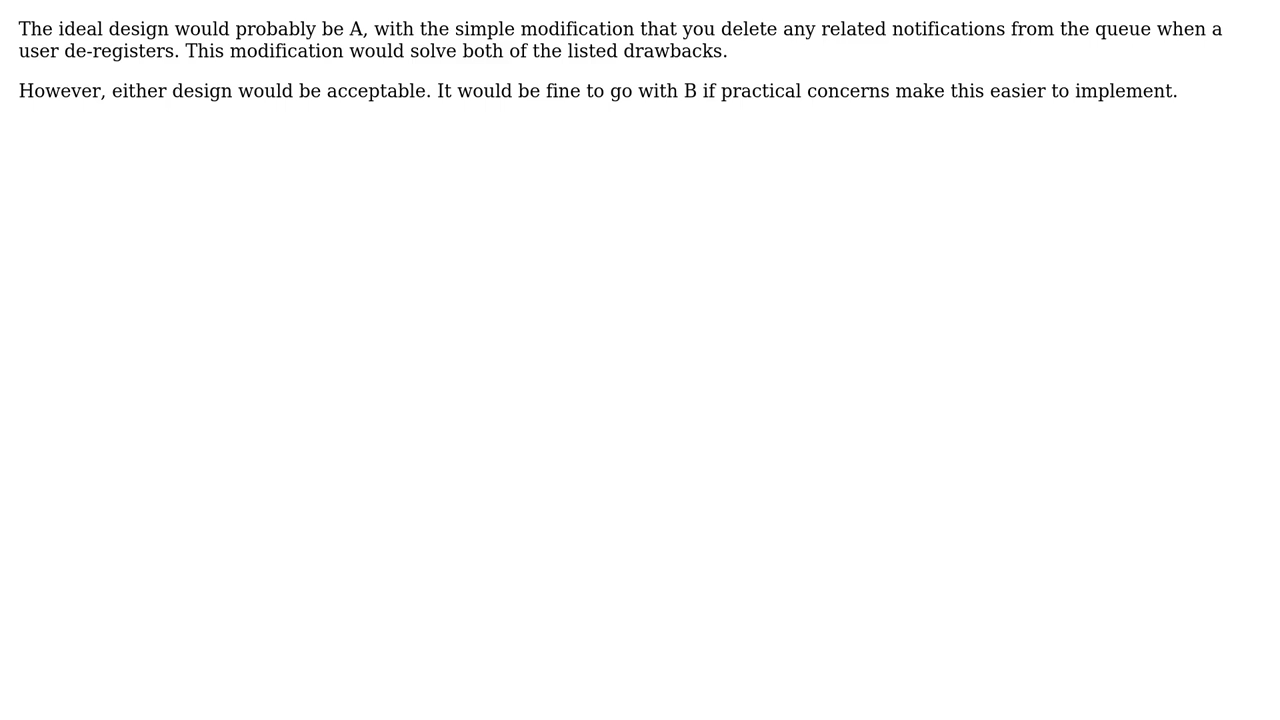 The ideal design would probably be A, with the simple modification that you delete any related notifications from the queue when a
user de-registers. This modification would solve both of the listed drawbacks.
However, either design would be acceptable. It would be fine to go with B if practical concerns make this easier to implement.